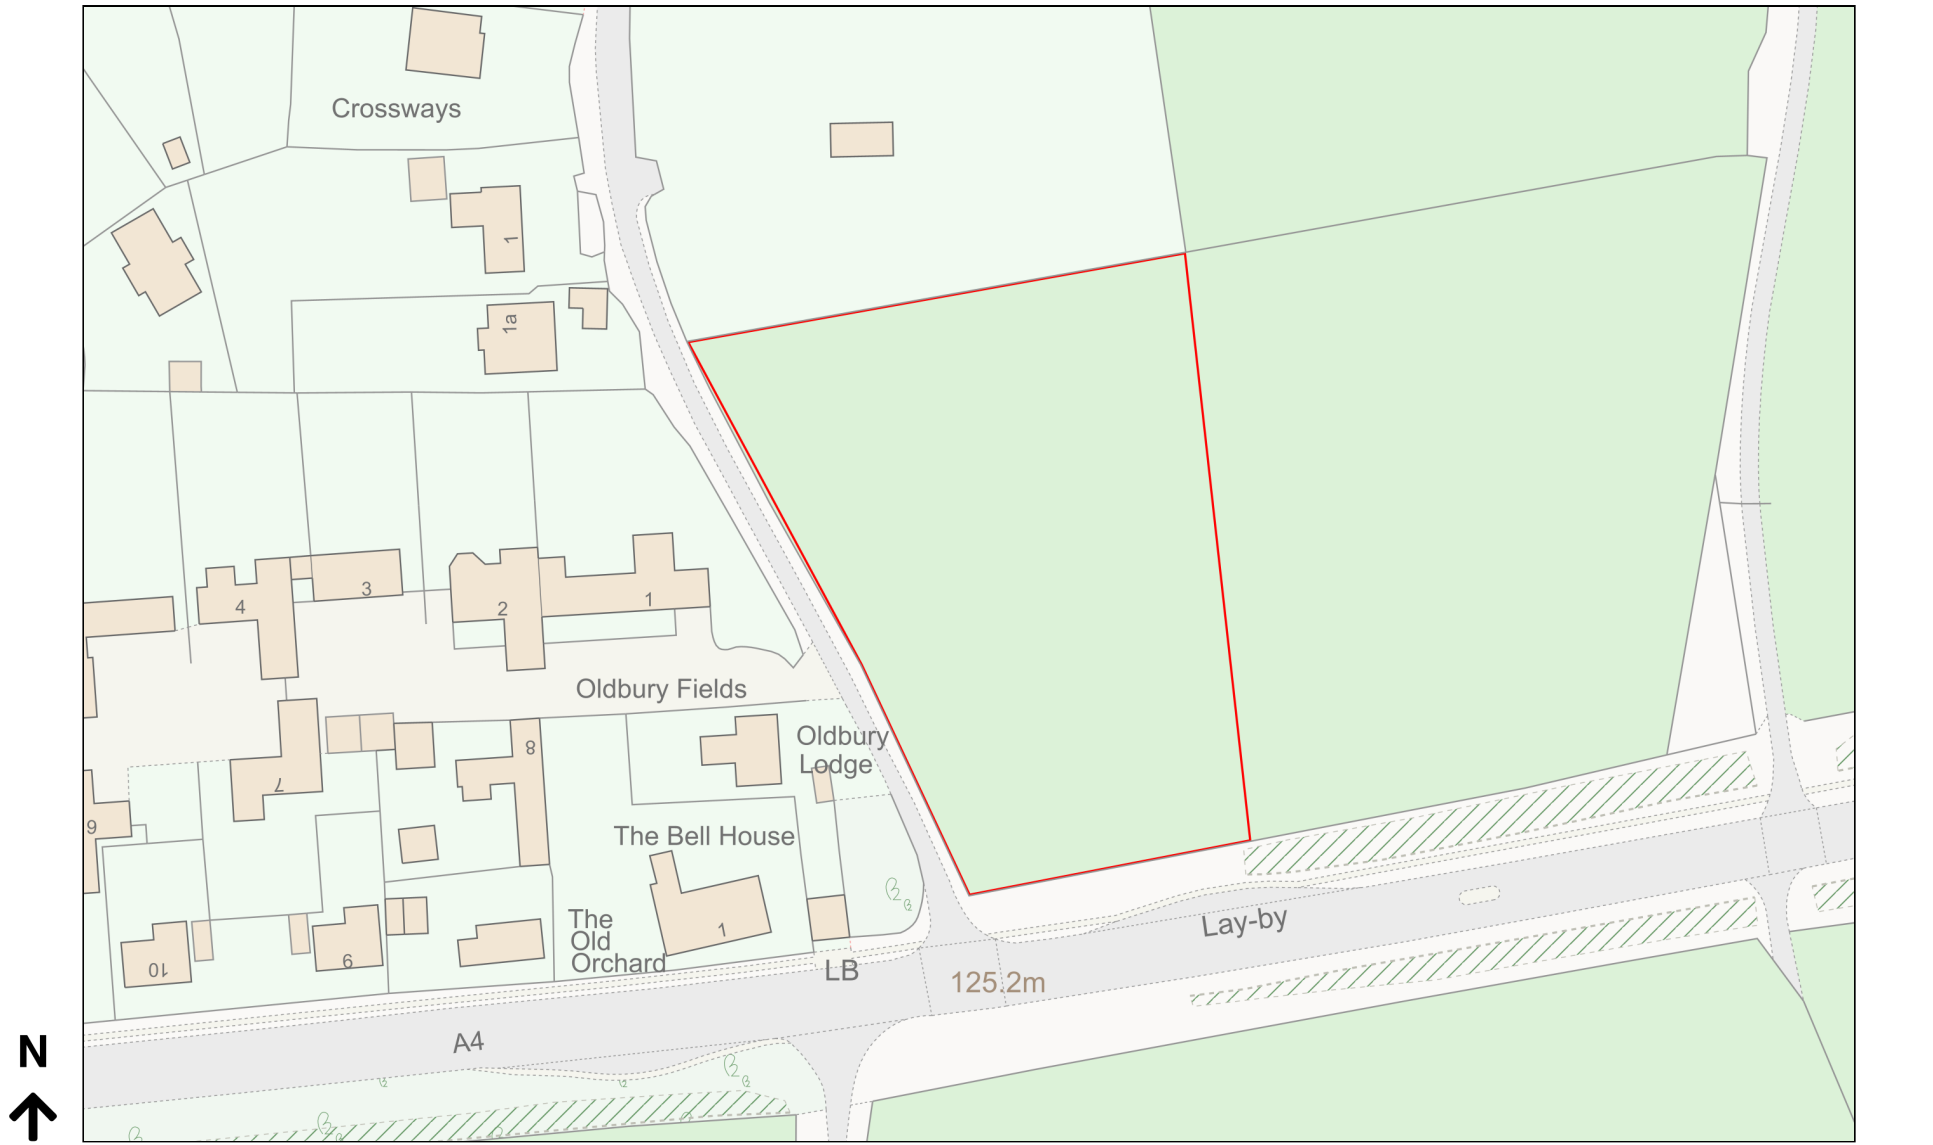 Crossways
1
1a
4
3
2
1
Oldbury Fields
Oldbury
Lodge
8
7
9
The Bell House
The
Old
Orchard
1
10
6
LB
125.2m
Lay-by
A4
N